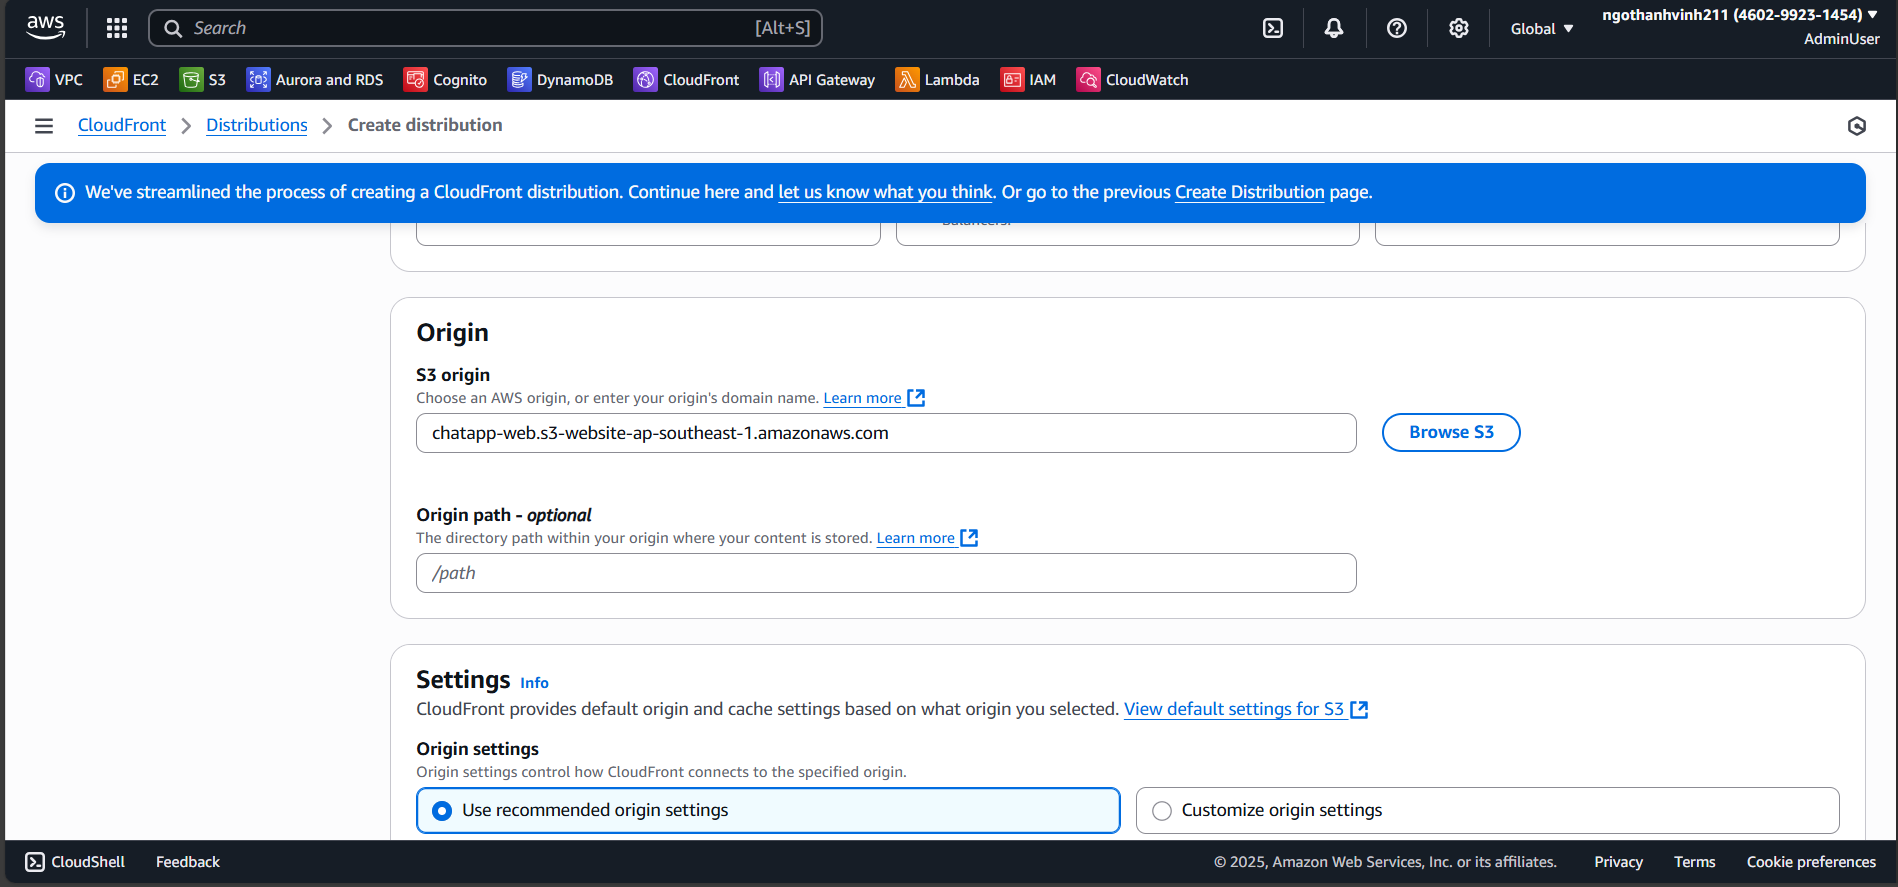 aws
Search [Alt+S]
Global
ngothanhvinh211 (4602-9923-1454)
AdminUser
VPC EC2 S3 Aurora and RDS Cognito DynamoDB CloudFront API Gateway Lambda IAM CloudWatch
CloudFront > Distributions > Create distribution
We've streamlined the process of creating a CloudFront distribution. Continue here and let us know what you think. Or go to the previous Create Distribution page.
Origin
S3 origin
Choose an AWS origin, or enter your origin's domain name. Learn more
chatapp-web.s3-website-ap-southeast-1.amazonaws.com
Browse S3
Origin path - optional
The directory path within your origin where your content is stored. Learn more
/path
Settings Info
CloudFront provides default origin and cache settings based on what origin you selected. View default settings for S3
Origin settings
Origin settings control how CloudFront connects to the specified origin.
Use recommended origin settings
Customize origin settings
CloudShell Feedback
© 2025, Amazon Web Services, Inc. or its affiliates. Privacy Terms Cookie preferences